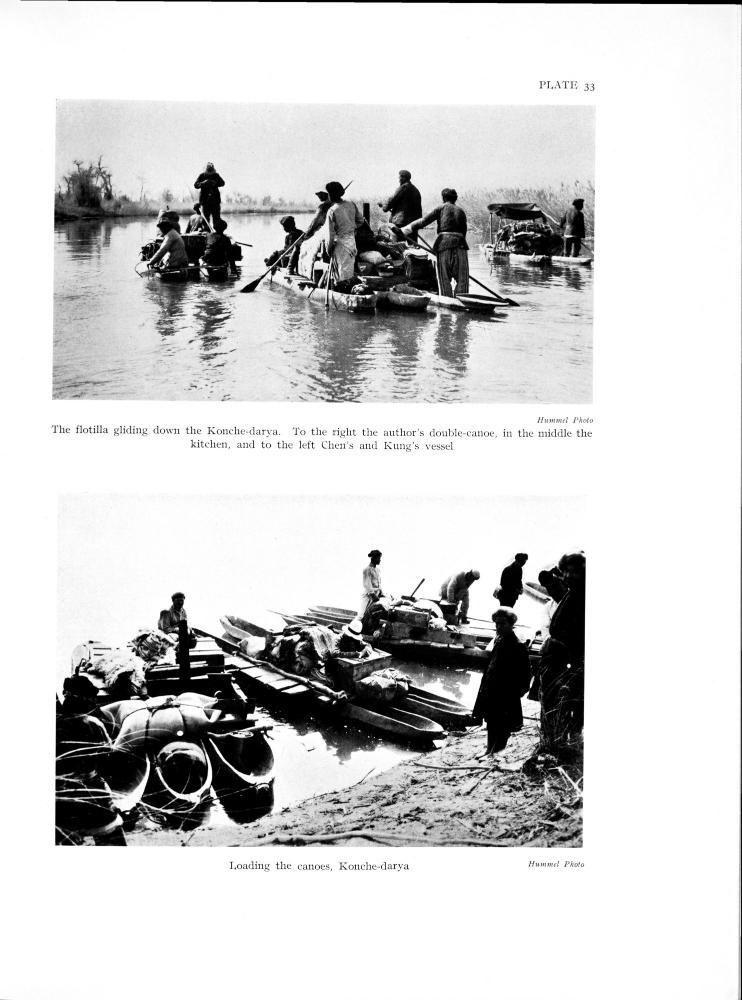 PLATE 33
Hummel Photo
The flotilla gliding down the Konche-darya. To the right the author's double-canoe, in the middle the
kitchen, and to the left Chen's and Kung's vessel
Loading the canoes, Konche-darya
Hummel Photo